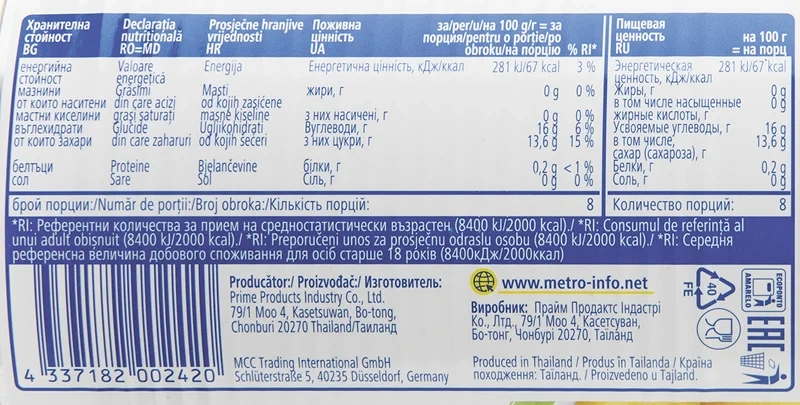 Хранителна стойност BG
Declarația nutritională RO=MD
Prosječne hranjive vrijednosti HR
Поживна цінність UA
за/per/u/на 100 g/г = за порция/pentru o porție/po obroku/на порцію % RI*
енергийна стойност Valoare energetică Energija Енергетична цінність, кДж/ккал 281 kJ/67 kcal 3 %
мазнини Grăsimi Masti жири, г 0 g 0 %
от които наситени мастни киселини din care acizi grași saturați od kojih zasićene masne kiseline з них насичені, г 0 g 0 %
въглехидрати Glucide Ugljikohidrati Вуглеводи, г 16 g 6 %
от които захари din care zaharuri od kojih šećeri з них цукри, г 13,6 g 15 %
белтъци Proteine Bjelančevine білки, г 0,2 g < 1 %
сол Sare Sol Сіль, г 0 g 0 %
брой порции:/Număr de porții:/Broj obroka:/Кількість порцій: 8
Пищевая ценность RU
на 100 г = на порц
Энергетическая ценность, кДж/ккал 281 kJ/67 kcal
Жиры, г 0 g
в том числе насыщенные жирные кислоты, г 0 g
Усвояемые углеводы, г 16 g
в том числе, сахар (сахароза), г 13,6 g
Белки, г 0,2 g
Соль, г 0 g
Количество порций: 8
*RI: Референтни количества за прием на средностатистически възрастен (8400 kJ/2000 kcal)./ *RI: Consumul de referință al
unui adult obișnuit (8400 kJ/2000 kcal)./ *RI: Preporučeni unos za prosječnu odraslu osobu (8400 kJ/2000 kcal)./ *RI: Середня
референсна величина добового споживання для осіб старше 18 років (8400кДж/2000ккал)
4 337182 002420
Producător:/ Proizvođač:/ Изготовитель:
Prime Products Industry Co., Ltd.
79/1 Moo 4, Kasetsuwan, Bo-tong,
Chonburi 20270 Thailand/Таиланд
MCC Trading International GmbH
Schlüterstraße 5, 40235 Düsseldorf, Germany
www.metro-info.net
Виробник: Прайм Продактс Індастрі
Ко., Лтд., 79/1 Моо 4, Касетсуван,
Бо-тонг, Чонбурі 20270, Таїланд
Produced in Thailand / Produs în Tailanda / Країна
походження: Таїланд. / Proizvedeno u Tajland.
40
FE
ECOPONTO
AMARELO
EAC